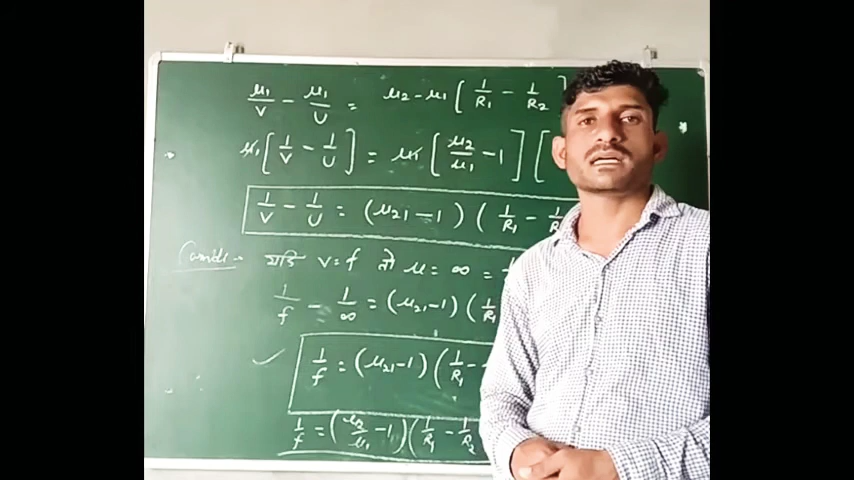 μ₁/V − μ₁/U = μ₂−μ₁ [ 1/R₁ − 1/R₂
μ₁ [ 1/V − 1/U ] = μ₁ [ μ₂/μ₁ − 1 ] [
1/V − 1/U = (μ₂₁ − 1) ( 1/R₁ − 1/R
यदि V=f तो u = ∞ =
1/f − 1/∞ = (μ₂₁−1) ( 1/R₁
1/f = (μ₂₁−1) ( 1/R₁ −
1/f = ( μ₂/μ₁ −1 ) ( 1/R₁ − 1/R₂